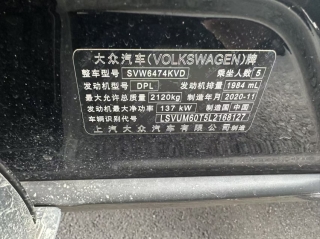 大众汽车(VOLKSWAGEN)牌
整车型号 SVW6474KVD 乘坐人数 5
发动机型号 DPL 发动机排量 1984 mL
最大允许总质量 2120kg 制造年月 2020-11
发动机最大净功率 137 kW 制造国 中国
车辆识别代号 LSVUM60T5L2168127
上汽大众汽车有限公司制造